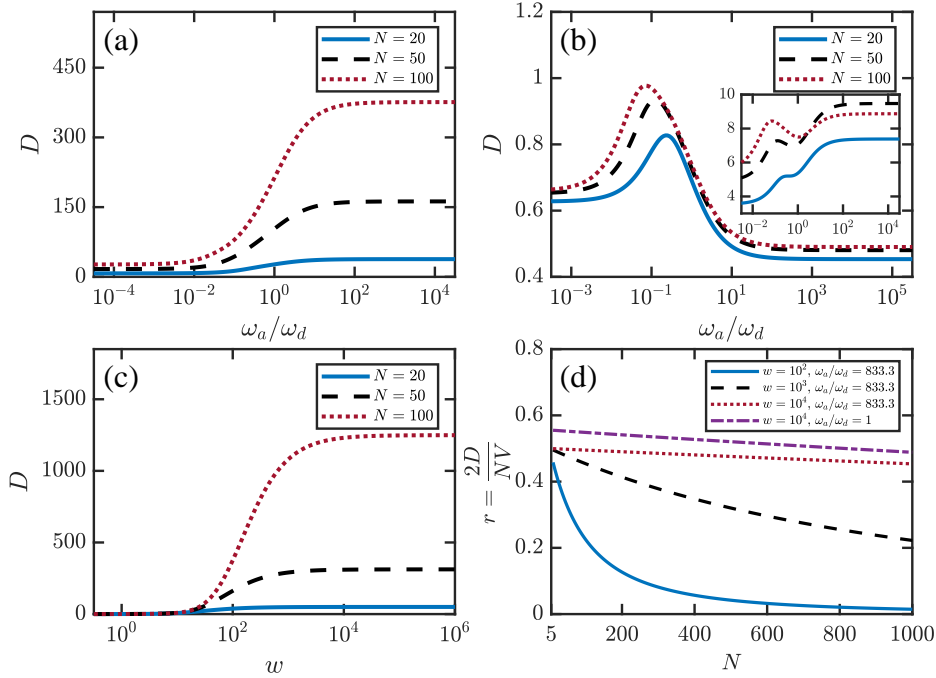 (a)
N = 20
N = 50
N = 100
450
300
150
0
D
10^{-4} 10^{-2} 10^{0} 10^{2} 10^{4}
ω_a/ω_d
(b)
N = 20
N = 50
N = 100
1.2
1
0.8
0.6
0.4
D
10^{-3} 10^{-1} 10^{1} 10^{3} 10^{5}
ω_a/ω_d
10
8
6
4
10^{-2} 10^{0} 10^{2} 10^{4}
(c)
N = 20
N = 50
N = 100
1500
1000
500
0
D
10^{0} 10^{2} 10^{4} 10^{6}
w
(d)
w = 10^{2}, ω_a/ω_d = 833.3
w = 10^{3}, ω_a/ω_d = 833.3
w = 10^{4}, ω_a/ω_d = 833.3
w = 10^{4}, ω_a/ω_d = 1
0.8
0.6
0.4
0.2
0
r = 2D/NV
5 200 400 600 800 1000
N